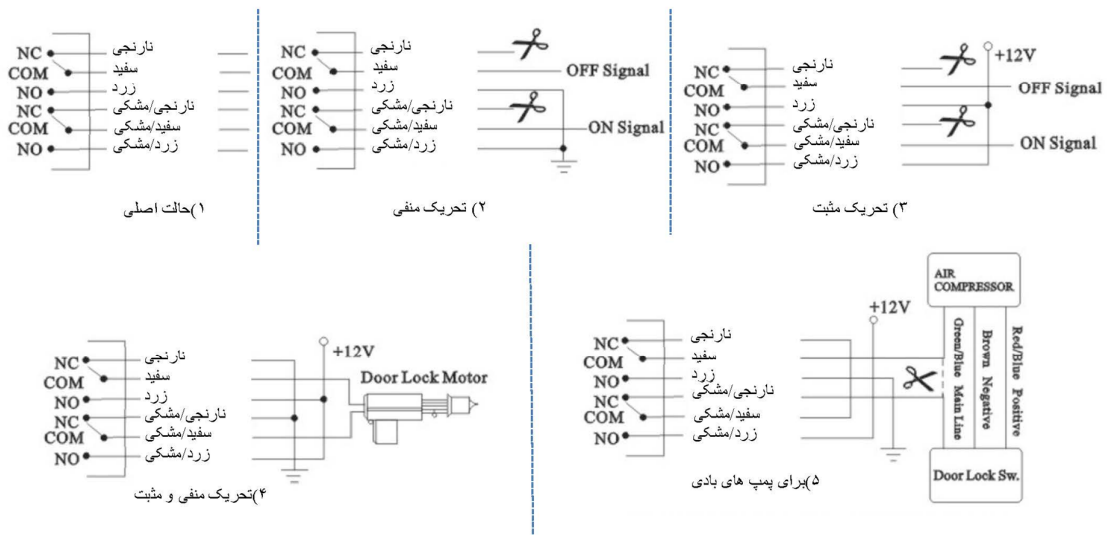 NC نارنجی
COM سفید
NO زرد
NC نارنجی/مشکی
COM سفید/مشکی
NO زرد/مشکی
۱)حالت اصلی
NC نارنجی
COM سفید
OFF Signal
NO زرد
NC نارنجی/مشکی
COM سفید/مشکی
ON Signal
NO زرد/مشکی
۲) تحریک منفی
+12V
NC نارنجی
COM سفید
OFF Signal
NO زرد
NC نارنجی/مشکی
COM سفید/مشکی
ON Signal
NO زرد/مشکی
۳) تحریک مثبت
+12V
NC نارنجی
COM سفید
Door Lock Motor
NO زرد
NC نارنجی/مشکی
COM سفید/مشکی
NO زرد/مشکی
۴)تحریک منفی و مثبت
AIR
COMPRESSOR
+12V
NC نارنجی
COM سفید
NO زرد
NC نارنجی/مشکی
COM سفید/مشکی
NO زرد/مشکی
Green/Blue Main Line
Brown Negative
Red/Blue Positive
Door Lock Sw.
۵)برای پمپ های بادی